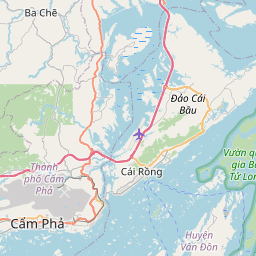 Ba Chẽ
Đảo Cái
Bầu
Vườn q
gia Bá
Tử Lon
Thành
phố Cẩm
Phả
Cái Rồng
Cẩm Phả
Huyện
Vân Đồn